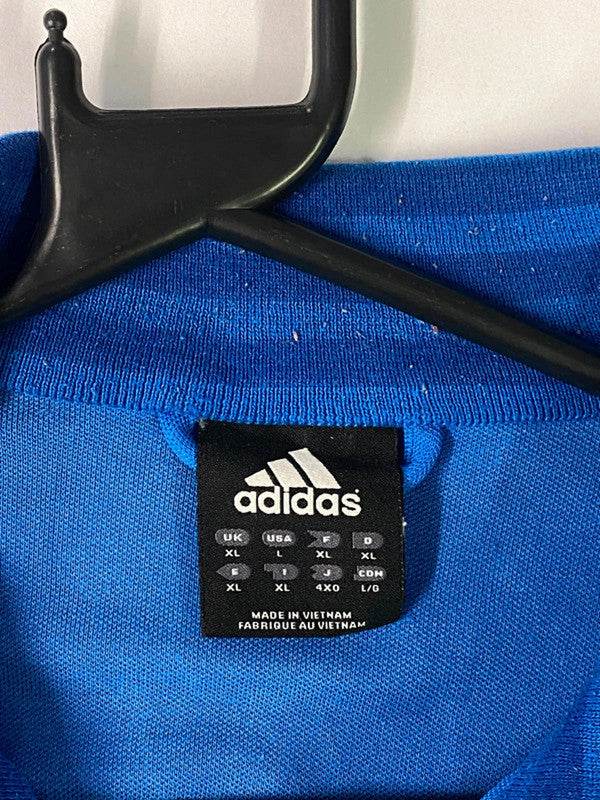 adidas
UK USA F D
XL L XL XL
E I J CDN
XL XL 4XO L/G
MADE IN VIETNAM
FABRIQUE AU VIETNAM